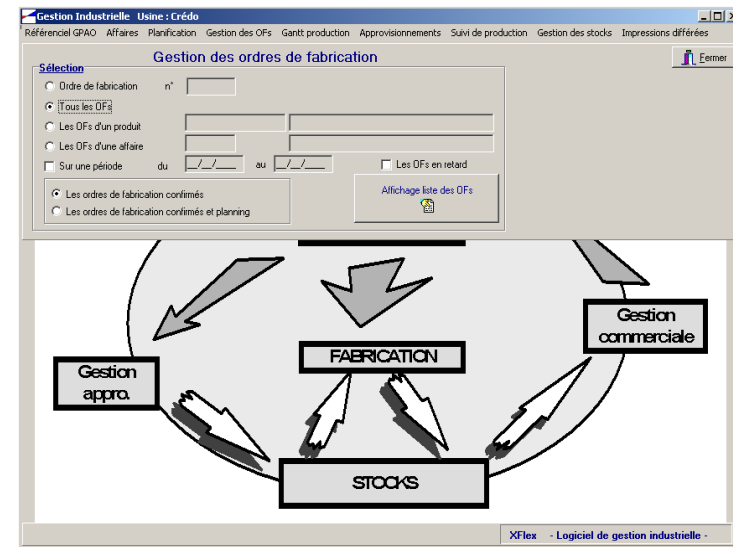 Gestion Industrielle Usine : Crédo
Référenciel GPAO Affaires Planification Gestion des OFs Gantt production Approvisionnements Suivi de production Gestion des stocks Impressions différées
Gestion des ordres de fabrication
Fermer
Sélection
Ordre de fabrication n°
Tous les OFs
Les OFs d'un produit
Les OFs d'une affaire
Sur une période du __/__/____ au __/__/____ Les OFs en retard
Les ordres de fabrication confirmés
Les ordres de fabrication confirmés et planning
Affichage liste des OFs
Gestion
commerciale
FABRICATION
Gestion
appro.
STOCKS
XFlex - Logiciel de gestion industrielle -